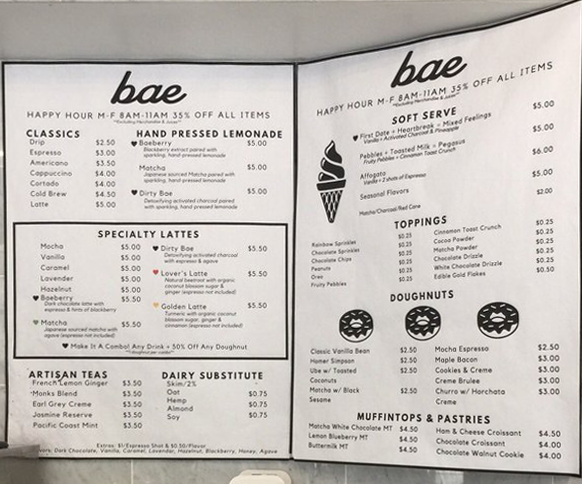 bae
HAPPY HOUR M-F 8AM-11AM 35% OFF ALL ITEMS
*Excluding Merchandise & Juices**
CLASSICS
Drip $2.50
Espresso $3.00
Americano $3.50
Cappuccino $4.00
Cortado $4.00
Cold Brew $4.50
Latte $5.00
HAND PRESSED LEMONADE
Baeberry $5.00
Blackberry extract paired with
sparkling, hand-pressed lemonade
Matcha $5.00
Japanese sourced Matcha paired with
sparkling, hand-pressed lemonade
Dirty Bae $5.00
Detoxifying activated charcoal
paired with sparkling, hand-pressed lemonade
SPECIALTY LATTES
Mocha $5.00
Vanilla $5.00
Caramel $5.00
Lavender $5.00
Hazelnut $5.00
Baeberry $5.50
Dark chocolate latte with
espresso & hints of blackberry
Matcha $5.50
Japanese sourced matcha with
agave (espresso not included)
Dirty Bae $5.50
Detoxifying activated charcoal
with espresso & agave
Lover's Latte $5.50
Natural beetroot with organic
coconut blossom sugar &
ginger (espresso not included)
Golden Latte $5.50
Turmeric with organic coconut
blossom sugar, ginger &
cinnamon (espresso not included)
Make It A Combo! Any Drink + 50% Off Any Doughnut
ARTISAN TEAS
French Lemon Ginger $3.50
Monks Blend $3.50
Earl Grey Creme $3.50
Jasmine Reserve $3.50
Pacific Coast Mint $3.50
DAIRY SUBSTITUTE
Skim/2%
Oat $0.75
Hemp $0.75
Almond $0.75
Soy $0.75
Extras: $1/Espresso Shot & $0.50/Flavor
Dark Chocolate, Vanilla, Caramel, Lavendar, Hazelnut, Blackberry, Honey, Agave
bae
HAPPY HOUR M-F 8AM-11AM 35% OFF ALL ITEMS
*Excluding Merchandise & Juices**
SOFT SERVE
First Date + Heartbreak = Mixed Feelings $5.00
Vanilla + Activated Charcoal & Pineapple
Pebbles + Toasted Milk = Pegasus $5.00
Fruity Pebbles + Cinnamon Toast Crunch
Affogato $6.00
Vanilla + 2 shots of Espresso
Seasonal Flavors $5.00
Matcha/Charcoal/Red Cone $2.00
TOPPINGS
Rainbow Sprinkles $0.25
Chocolate Sprinkles $0.25
Chocolate Chips $0.25
Peanuts $0.25
Oreo $0.25
Fruity Pebbles $0.25
Cinnamon Toast Crunch $0.25
Cocoa Powder $0.25
Matcha Powder $0.25
Chocolate Drizzle $0.25
White Chocolate Drizzle $0.25
Edible Gold Flakes $0.50
DOUGHNUTS
Classic Vanilla Bean $2.50
Homer Simpson $2.50
Ube w/ Toasted $2.50
Coconuts
Matcha w/ Black $2.50
Sesame
Mocha Espresso $2.50
Maple Bacon $3.00
Cookies & Creme $3.00
Creme Brulee $3.00
Churro w/ Horchata $3.00
Creme
MUFFINTOPS & PASTRIES
Matcha White Chocolate MT $4.50
Lemon Blueberry MT $4.50
Buttermilk MT $4.50
Ham & Cheese Croissant $4.50
Chocolate Croissant $4.00
Chocolate Walnut Cookie $4.00